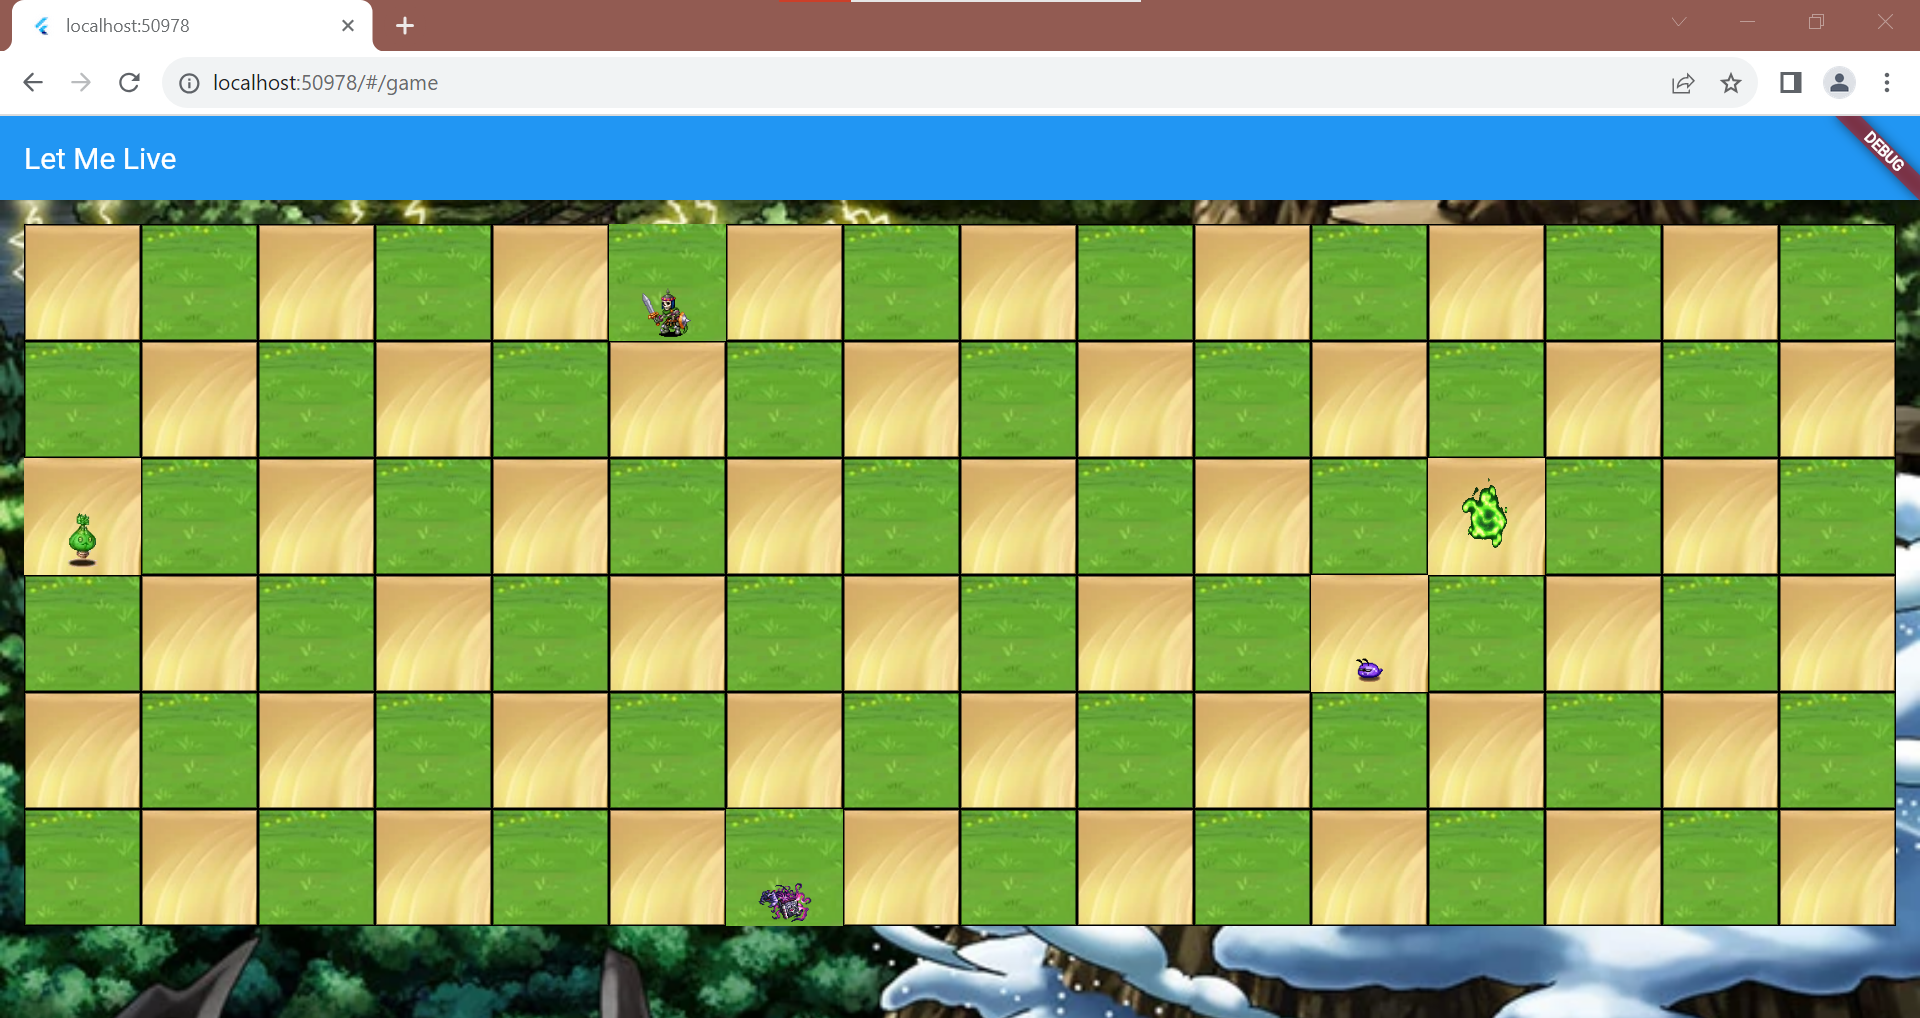 localhost:50978
localhost:50978/#/game
Let Me Live
DEBUG